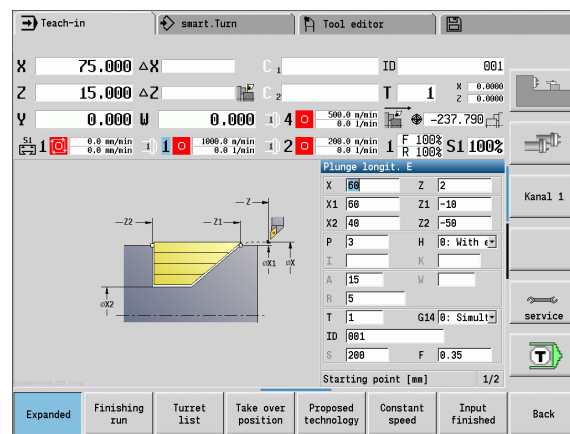 Teach-in
smart.Turn
Tool editor
X 75.000 △X C 1 ID 001
Z 15.000 △Z C 2 T 1 X 0.0000 Z 0.0000
Y 0.000 W 0.000 4 500.0 m/min 0.0 1/min -237.790
S1 1 0.0 mm/min 0.0 mm/min 1 1000.0 m/min 0.0 1/min 2 200.0 m/min 0.0 1/min 1 F 100% R 100% S1 100%
Plunge longit. E
X 60 Z 2
X1 60 Z1 -10
X2 40 Z2 -50
P 3 H 0: With e
I K
A 15 W
R 5
T 1 G14 0: Simult
ID 001
S 200 F 0.35
Starting point [mm] 1/2
Z
Z2
Z1
øX1
øX
øX2
Kanal 1
service
T
Expanded
Finishing run
Turret list
Take over position
Proposed technology
Constant speed
Input finished
Back